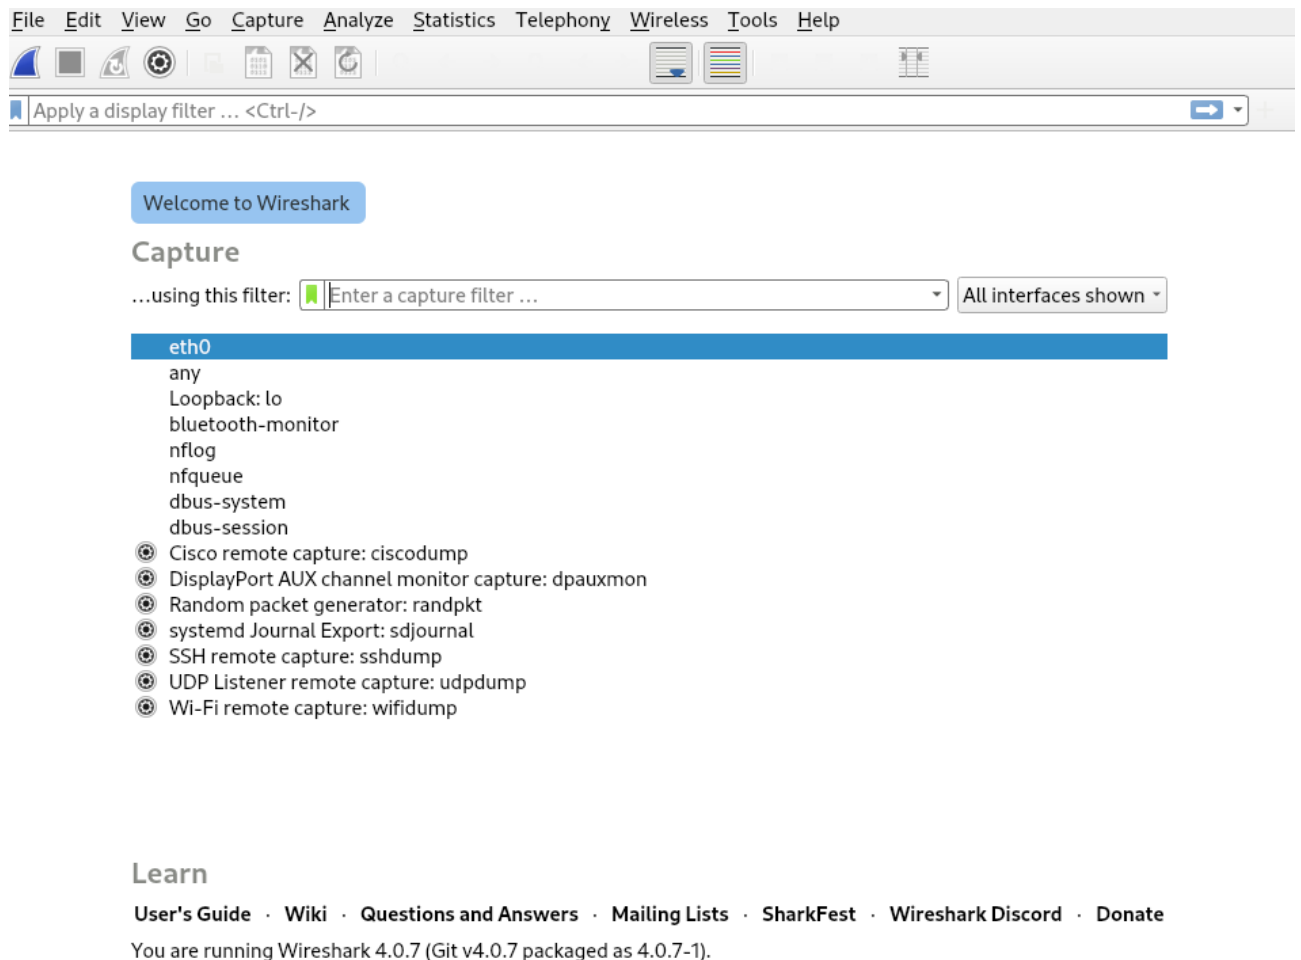 File Edit View Go Capture Analyze Statistics Telephony Wireless Tools Help
Apply a display filter … <Ctrl-/>
Welcome to Wireshark
Capture
…using this filter: Enter a capture filter … All interfaces shown
eth0
any
Loopback: lo
bluetooth-monitor
nflog
nfqueue
dbus-system
dbus-session
Cisco remote capture: ciscodump
DisplayPort AUX channel monitor capture: dpauxmon
Random packet generator: randpkt
systemd Journal Export: sdjournal
SSH remote capture: sshdump
UDP Listener remote capture: udpdump
Wi-Fi remote capture: wifidump
Learn
User's Guide · Wiki · Questions and Answers · Mailing Lists · SharkFest · Wireshark Discord · Donate
You are running Wireshark 4.0.7 (Git v4.0.7 packaged as 4.0.7-1).